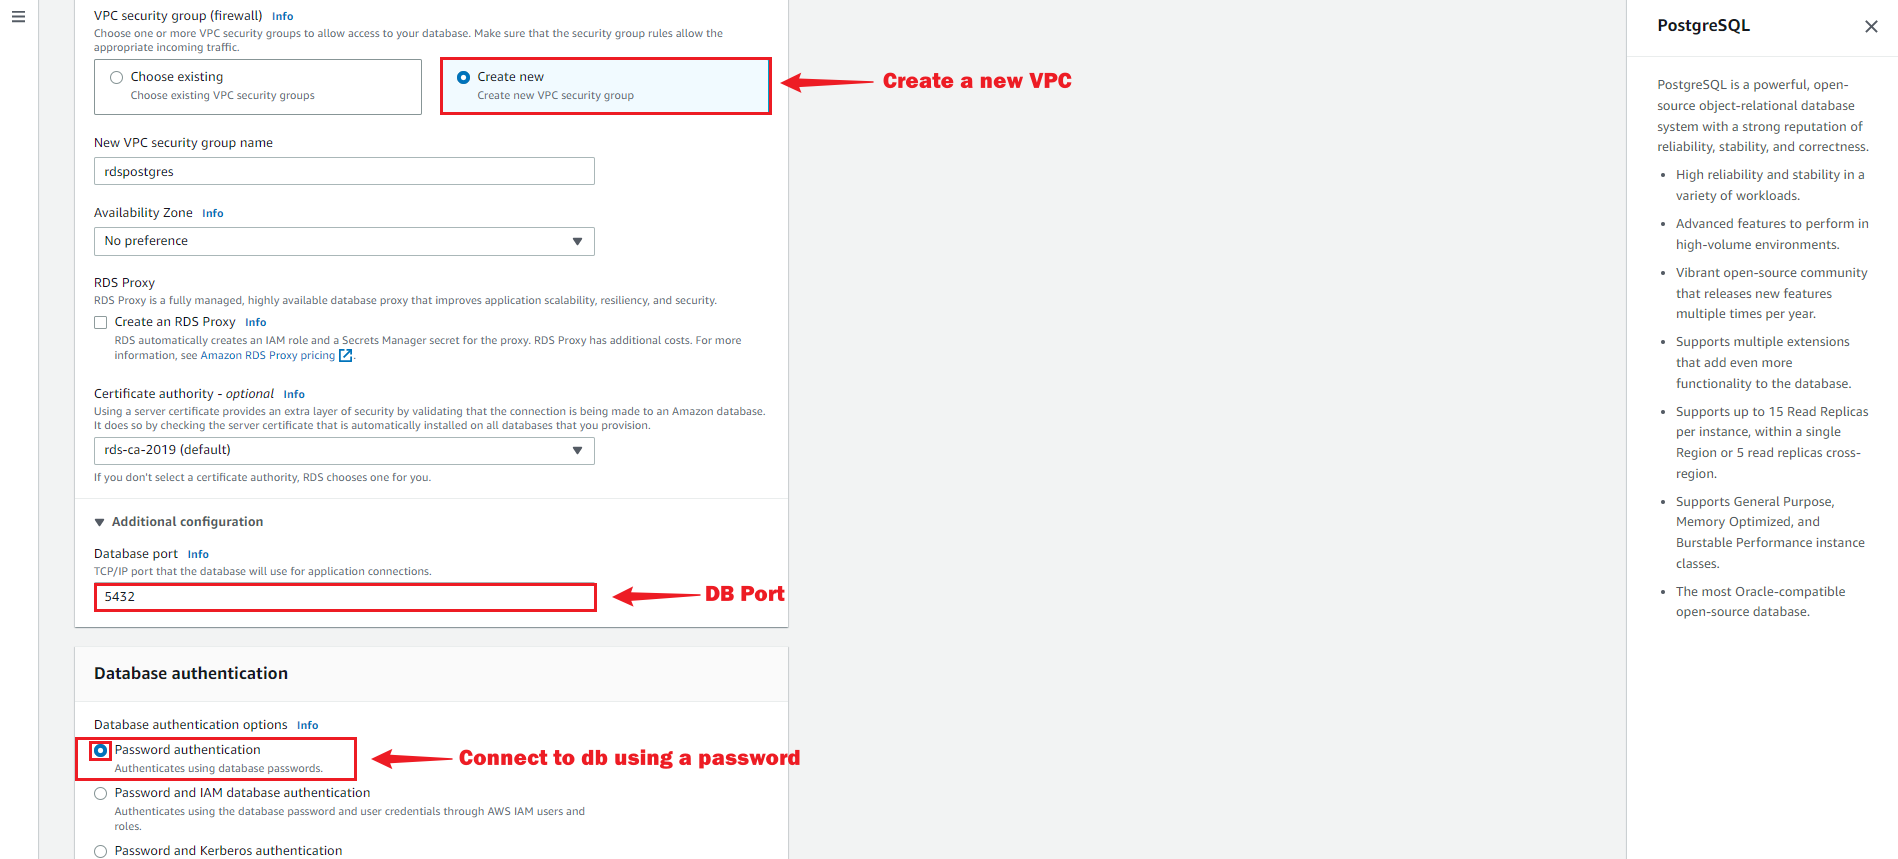 VPC security group (firewall) Info
Choose one or more VPC security groups to allow access to your database. Make sure that the security group rules allow the
appropriate incoming traffic.
Choose existing
Choose existing VPC security groups
Create new
Create new VPC security group
Create a new VPC
New VPC security group name
rdspostgres
Availability Zone Info
No preference
RDS Proxy
RDS Proxy is a fully managed, highly available database proxy that improves application scalability, resiliency, and security.
Create an RDS Proxy Info
RDS automatically creates an IAM role and a Secrets Manager secret for the proxy. RDS Proxy has additional costs. For more
information, see Amazon RDS Proxy pricing.
Certificate authority - optional Info
Using a server certificate provides an extra layer of security by validating that the connection is being made to an Amazon database.
It does so by checking the server certificate that is automatically installed on all databases that you provision.
rds-ca-2019 (default)
If you don't select a certificate authority, RDS chooses one for you.
Additional configuration
Database port Info
TCP/IP port that the database will use for application connections.
5432
DB Port
Database authentication
Database authentication options Info
Password authentication
Authenticates using database passwords.
Connect to db using a password
Password and IAM database authentication
Authenticates using the database password and user credentials through AWS IAM users and
roles.
Password and Kerberos authentication
PostgreSQL
PostgreSQL is a powerful, open-
source object-relational database
system with a strong reputation of
reliability, stability, and correctness.
High reliability and stability in a
variety of workloads.
Advanced features to perform in
high-volume environments.
Vibrant open-source community
that releases new features
multiple times per year.
Supports multiple extensions
that add even more
functionality to the database.
Supports up to 15 Read Replicas
per instance, within a single
Region or 5 read replicas cross-
region.
Supports General Purpose,
Memory Optimized, and
Burstable Performance instance
classes.
The most Oracle-compatible
open-source database.